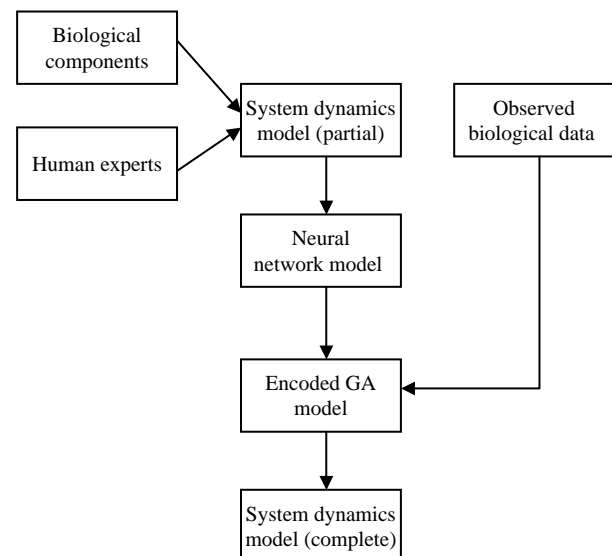 Biological
components
System dynamics
model (partial)
Observed
biological data
Human experts
Neural
network model
Encoded GA
model
System dynamics
model (complete)